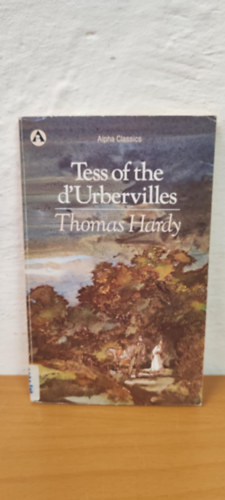 Alpha Classics
Tess of the
d'Urbervilles
Thomas Hardy